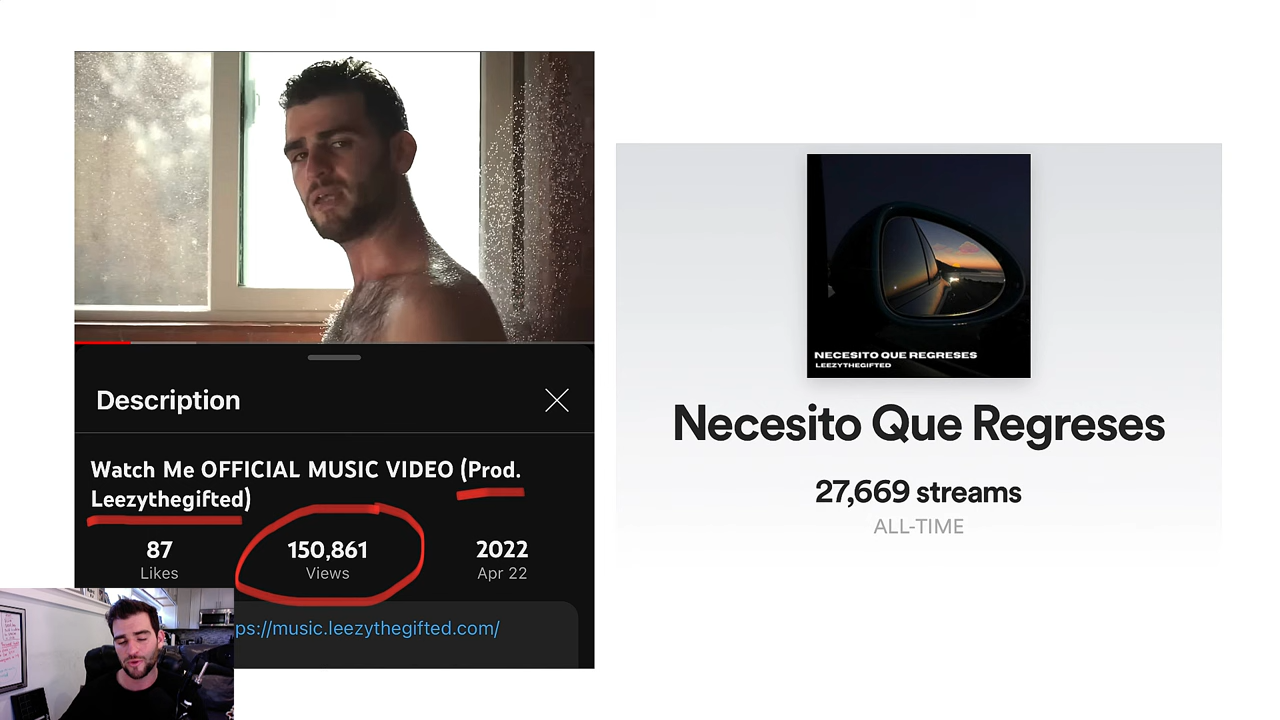 Description
Watch Me OFFICIAL MUSIC VIDEO (Prod.
Leezythegifted)
87
Likes
150,861
Views
2022
Apr 22
ps://music.leezythegifted.com/
NECESITO QUE REGRESES
LEEZYTHEGIFTED
Necesito Que Regreses
27,669 streams
ALL-TIME